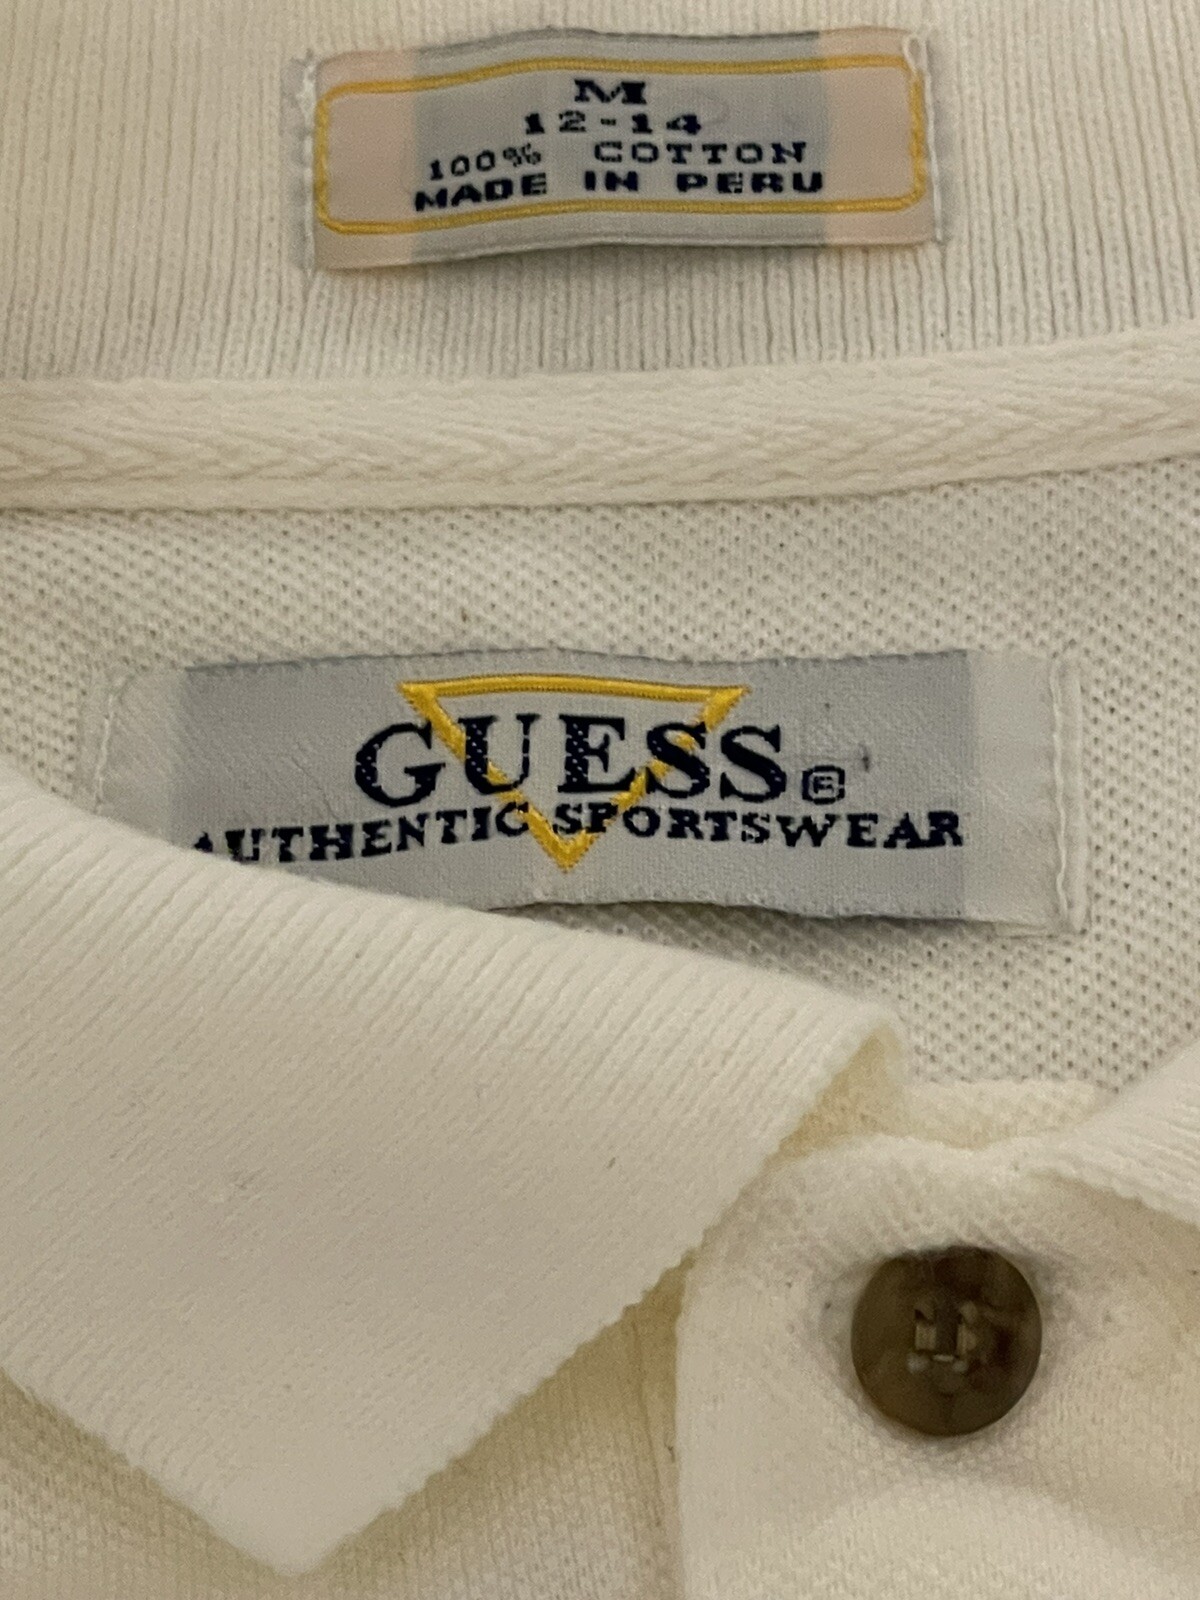 M
12-14
100% COTTON
MADE IN PERU
GUESS®
AUTHENTIC SPORTSWEAR